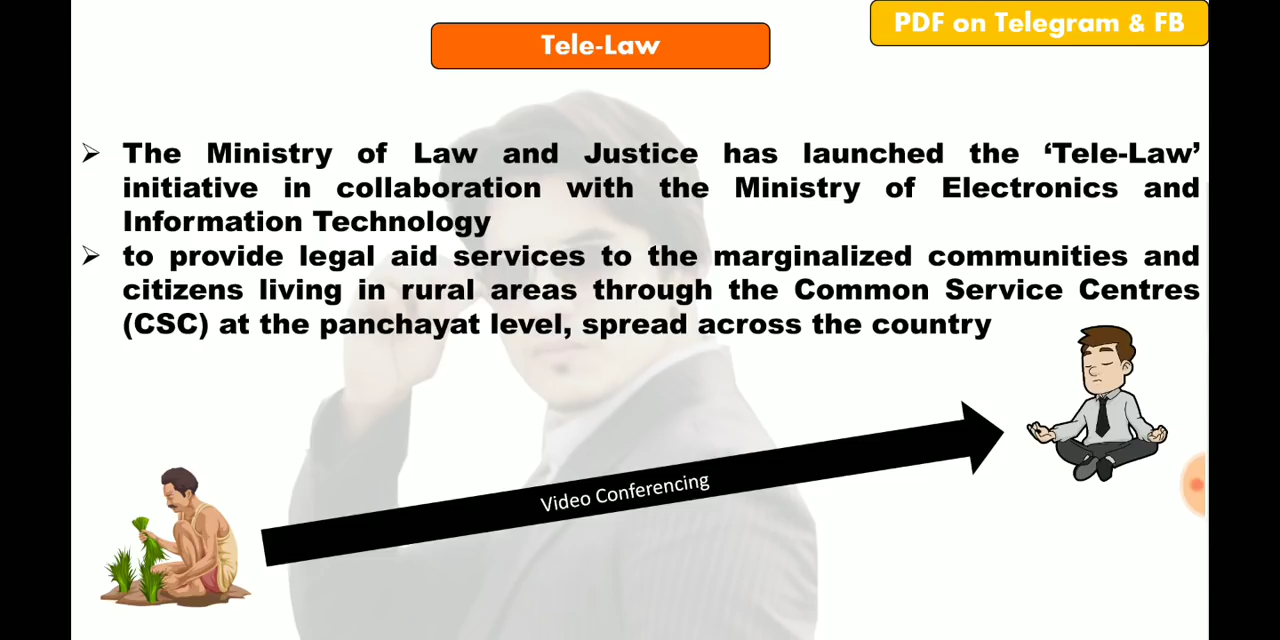 PDF on Telegram & FB
Tele-Law
The Ministry of Law and Justice has launched the ‘Tele-Law’
initiative in collaboration with the Ministry of Electronics and
Information Technology
to provide legal aid services to the marginalized communities and
citizens living in rural areas through the Common Service Centres
(CSC) at the panchayat level, spread across the country
Video Conferencing